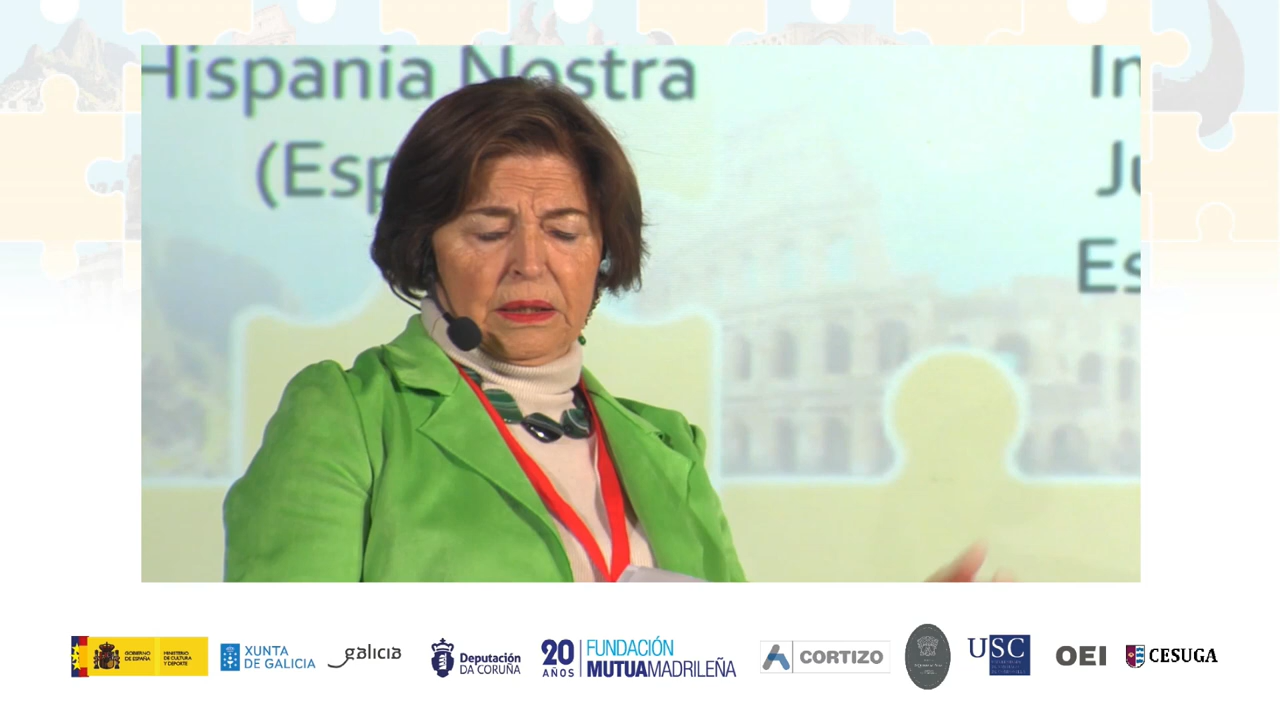 Hispania Nostra
(Esp
In
Ju
Es
GOBIERNO
DE ESPAÑA
MINISTERIO
DE CULTURA
Y DEPORTE
XUNTA
DE GALICIA
galicia
Deputación
DA CORUÑA
20
AÑOS
FUNDACIÓN
MUTUAMADRILEÑA
CORTIZO
USC
OEI
CESUGA